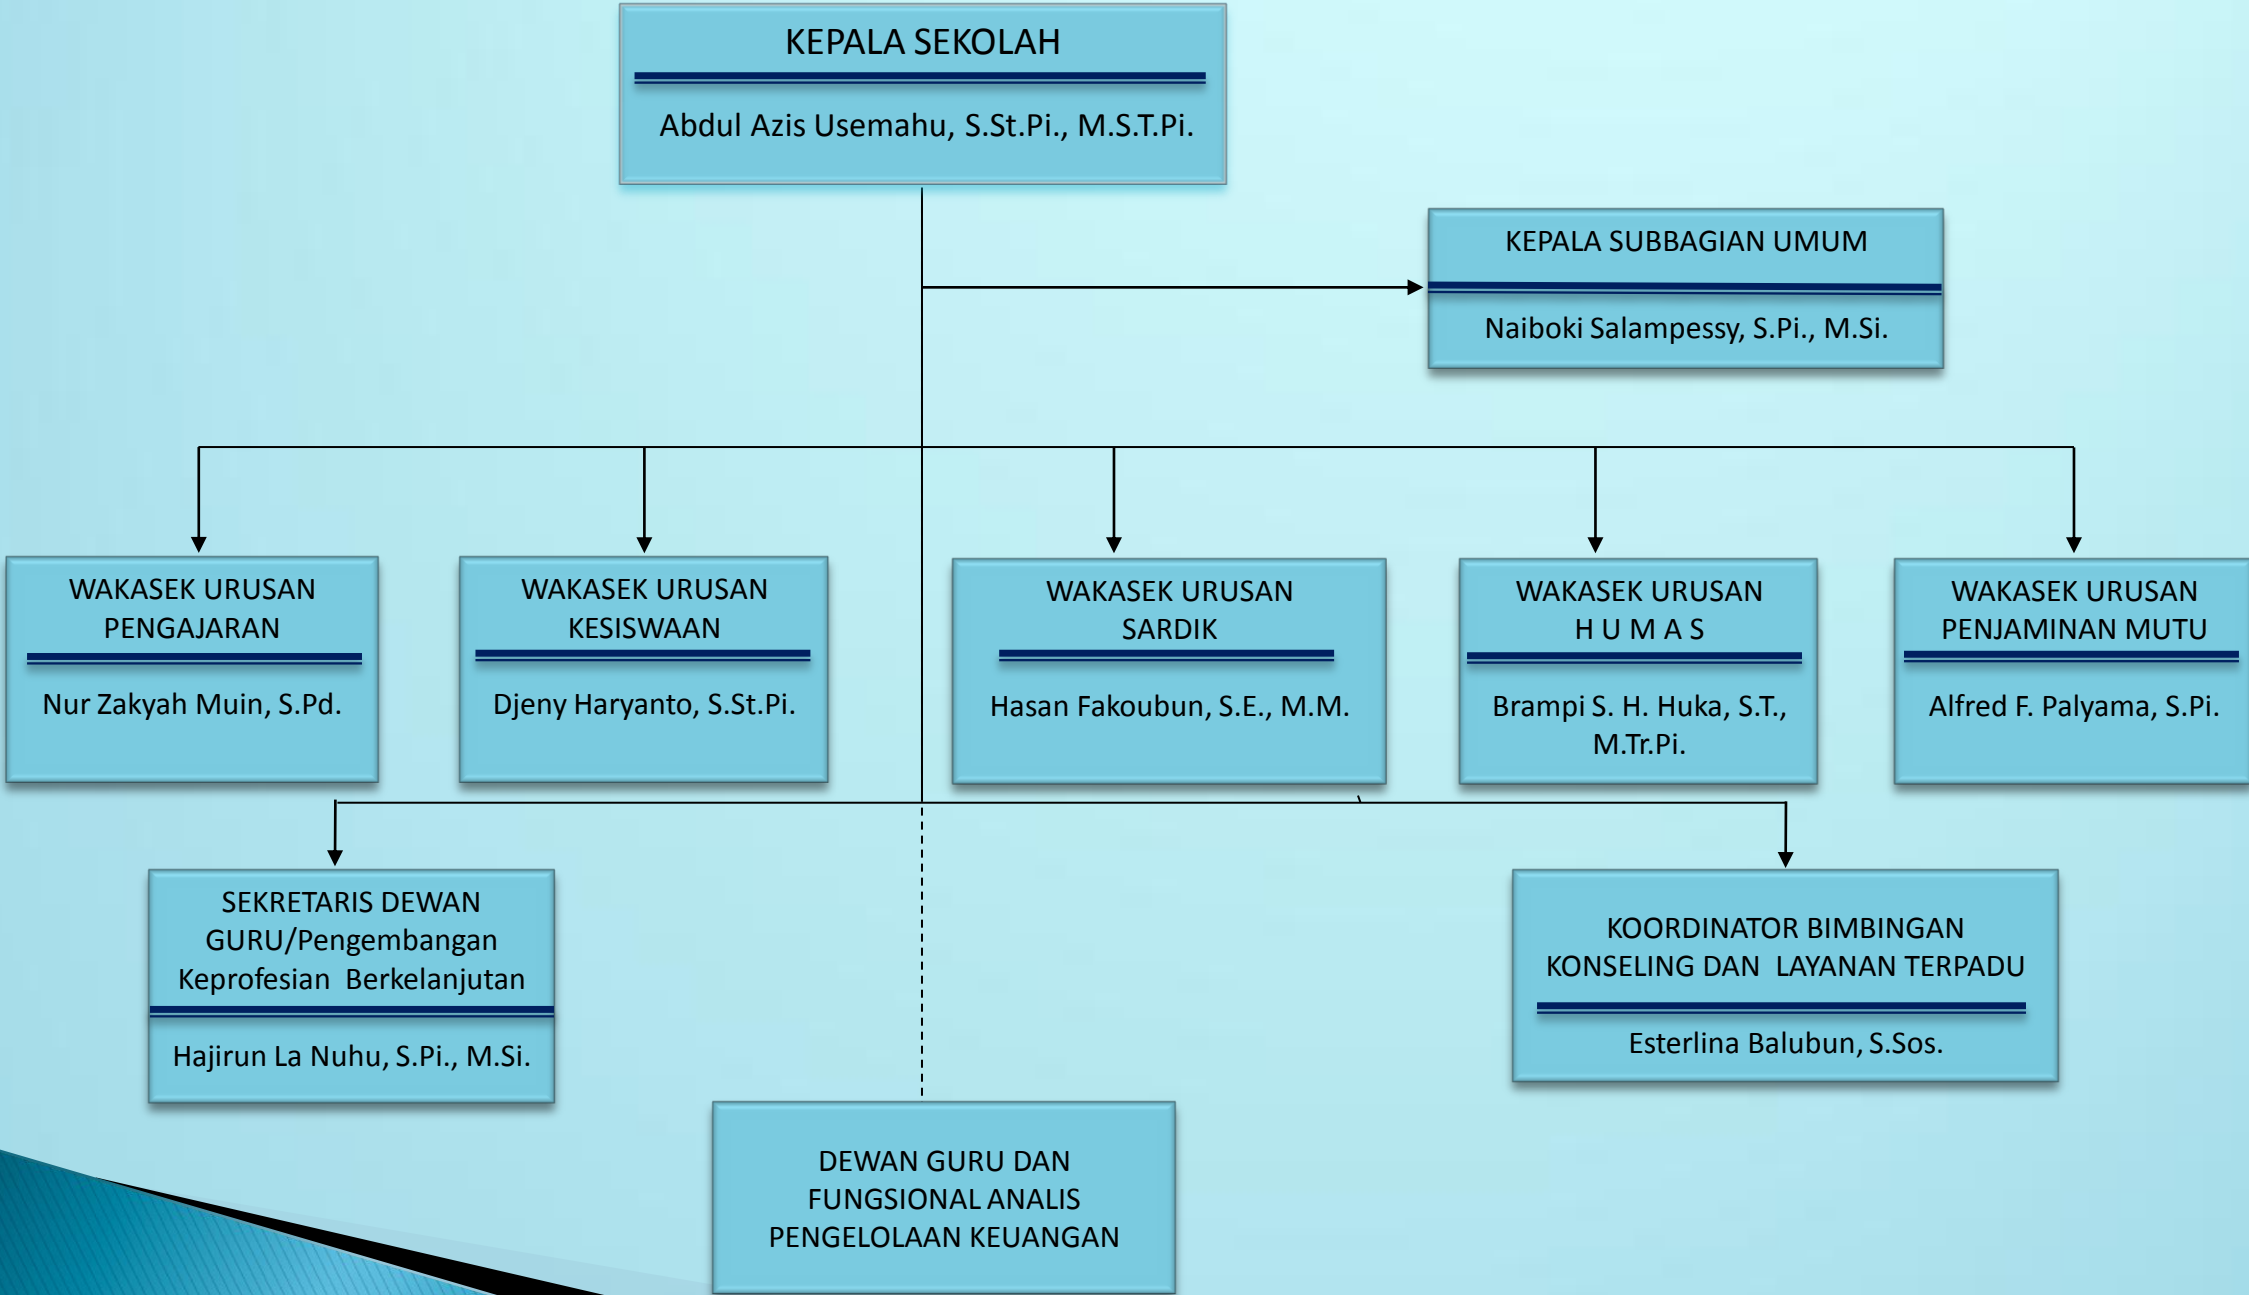 KEPALA SEKOLAH
Abdul Azis Usemahu, S.St.Pi., M.S.T.Pi.
KEPALA SUBBAGIAN UMUM
Naiboki Salampessy, S.Pi., M.Si.
WAKASEK URUSAN
PENGAJARAN
Nur Zakyah Muin, S.Pd.
WAKASEK URUSAN
KESISWAAN
Djeny Haryanto, S.St.Pi.
WAKASEK URUSAN
SARDIK
Hasan Fakoubun, S.E., M.M.
WAKASEK URUSAN
H U M A S
Brampi S. H. Huka, S.T.,
M.Tr.Pi.
WAKASEK URUSAN
PENJAMINAN MUTU
Alfred F. Palyama, S.Pi.
SEKRETARIS DEWAN
GURU/Pengembangan
Keprofesian  Berkelanjutan
Hajirun La Nuhu, S.Pi., M.Si.
KOORDINATOR BIMBINGAN
KONSELING DAN  LAYANAN TERPADU
Esterlina Balubun, S.Sos.
DEWAN GURU DAN
FUNGSIONAL ANALIS
PENGELOLAAN KEUANGAN